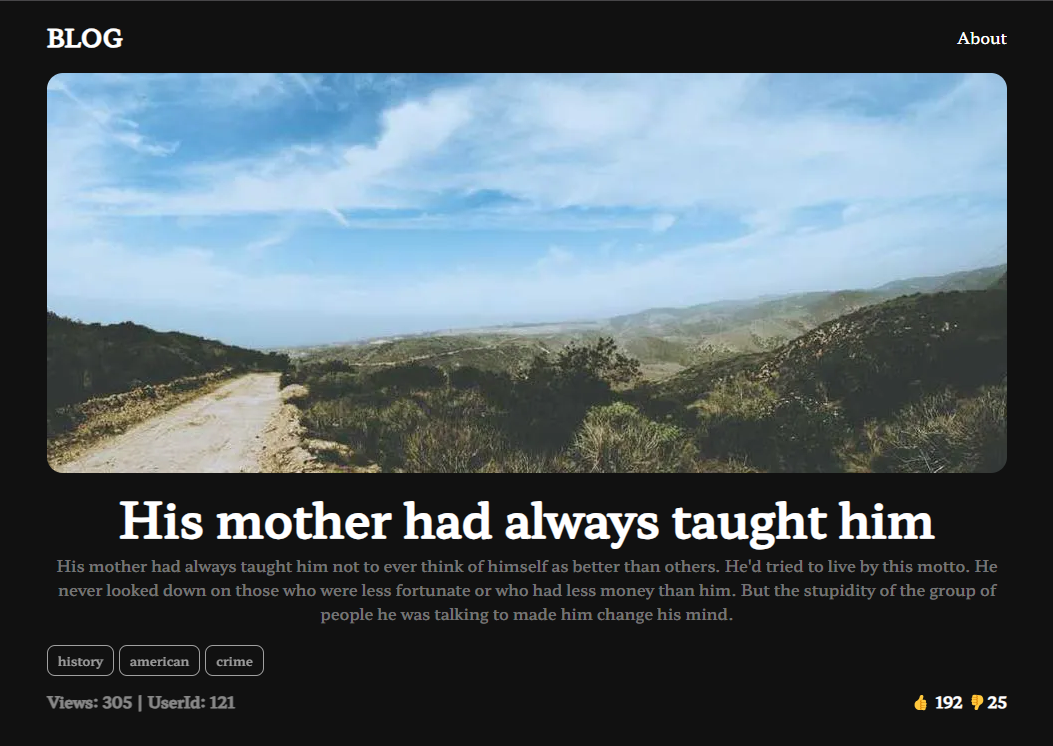 BLOG
About
His mother had always taught him
His mother had always taught him not to ever think of himself as better than others. He'd tried to live by this motto. He
never looked down on those who were less fortunate or who had less money than him. But the stupidity of the group of
people he was talking to made him change his mind.
history american crime
Views: 305 | UserId: 121
👍 192 👎25